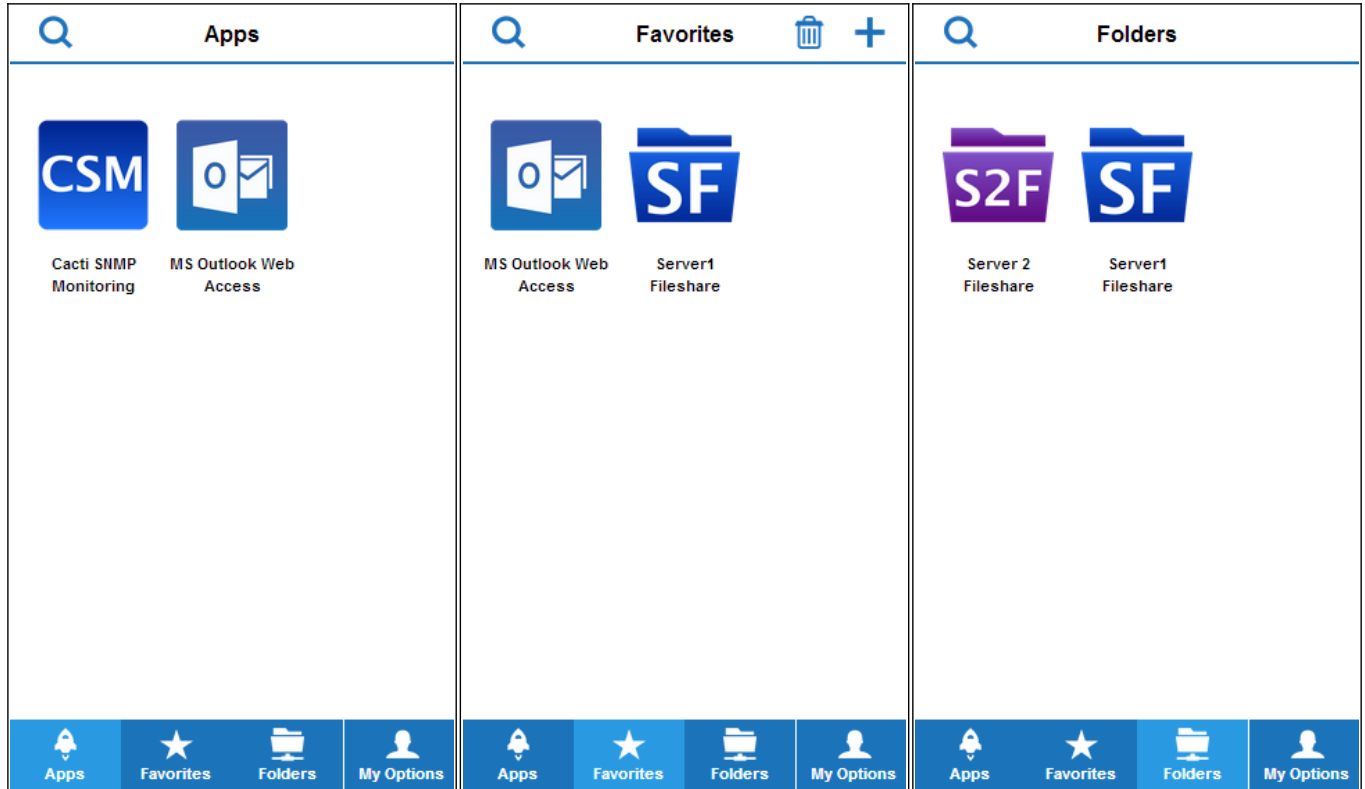 Apps
CSM
O
Cacti SNMP
Monitoring
MS Outlook Web
Access
Apps
Favorites
Folders
My Options
Favorites
O
SF
MS Outlook Web
Access
Server1
Fileshare
Apps
Favorites
Folders
My Options
Folders
S2F
SF
Server 2
Fileshare
Server1
Fileshare
Apps
Favorites
Folders
My Options